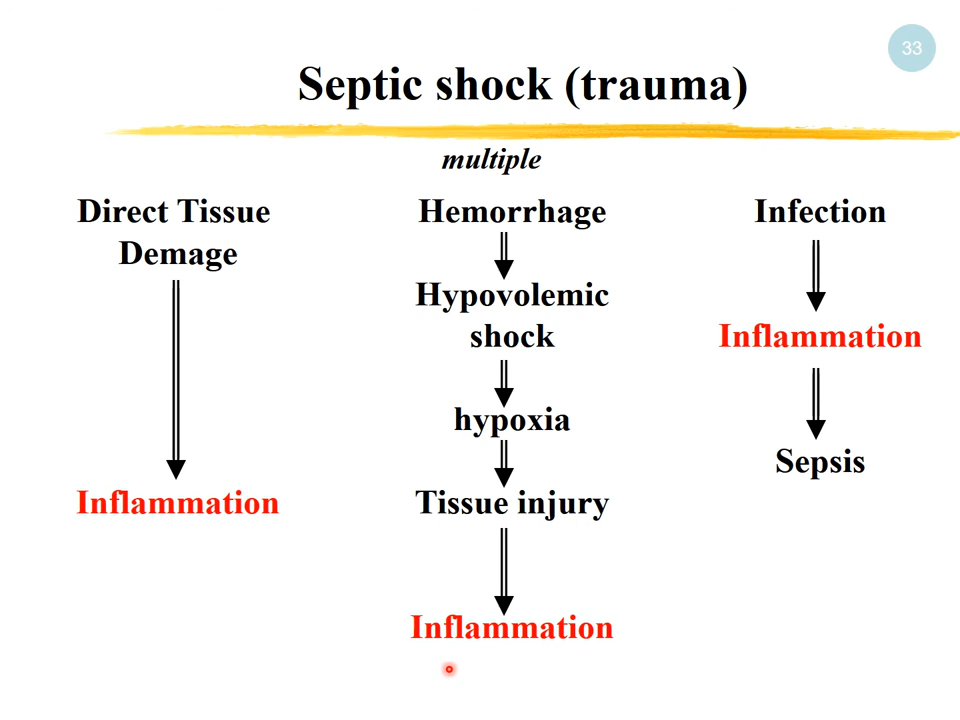 33
Septic shock (trauma)
multiple
Direct Tissue
Demage
Inflammation
Hemorrhage
Hypovolemic
shock
hypoxia
Tissue injury
Inflammation
Infection
Inflammation
Sepsis